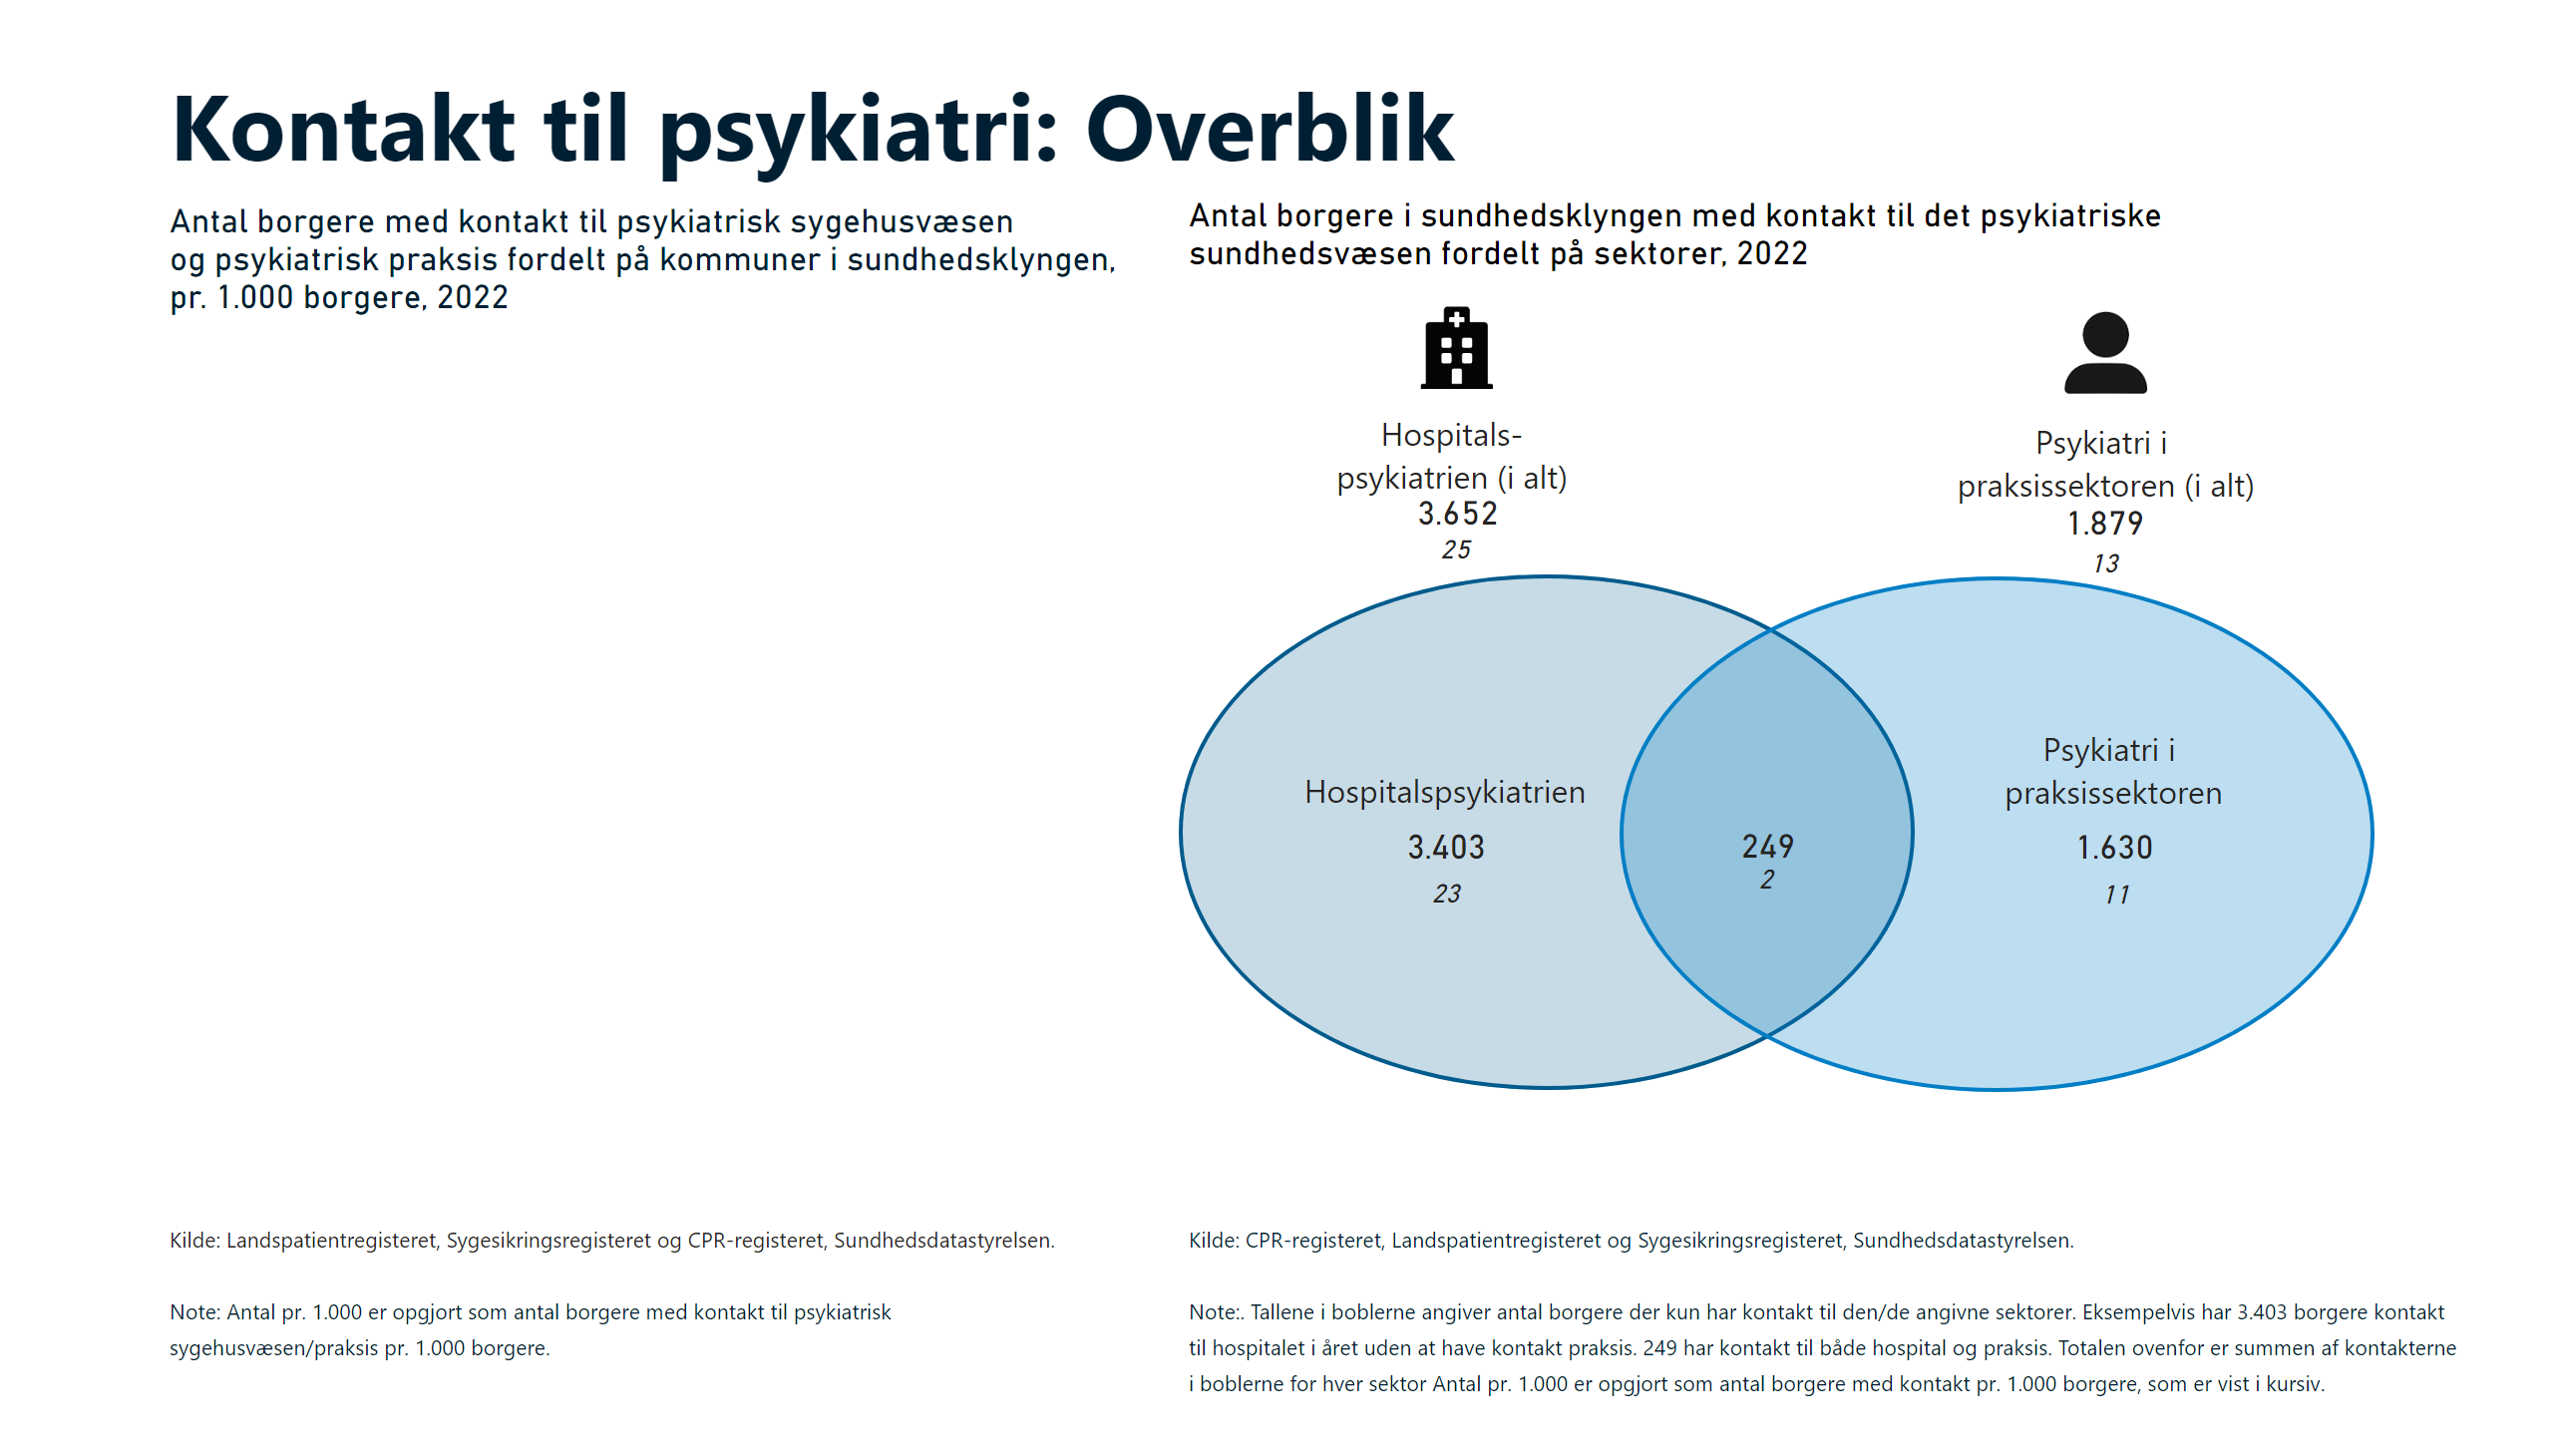 Kontakt til psykiatri: Overblik
Antal borgere med kontakt til psykiatrisk sygehusvæsen
og psykiatrisk praksis fordelt på kommuner i sundhedsklyngen,
pr. 1.000 borgere, 2022
Antal borgere i sundhedsklyngen med kontakt til det psykiatriske
sundhedsvæsen fordelt på sektorer, 2022
Hospitals-
psykiatrien (i alt)
3.652
25
Psykiatri i
praksissektoren (i alt)
1.879
13
Hospitalspsykiatrien
3.403
23
249
2
Psykiatri i
praksissektoren
1.630
11
Kilde: Landspatientregisteret, Sygesikringsregisteret og CPR-registeret, Sundhedsdatastyrelsen.
Note: Antal pr. 1.000 er opgjort som antal borgere med kontakt til psykiatrisk
sygehusvæsen/praksis pr. 1.000 borgere.
Kilde: CPR-registeret, Landspatientregisteret og Sygesikringsregisteret, Sundhedsdatastyrelsen.
Note:. Tallene i boblerne angiver antal borgere der kun har kontakt til den/de angivne sektorer. Eksempelvis har 3.403 borgere kontakt
til hospitalet i året uden at have kontakt praksis. 249 har kontakt til både hospital og praksis. Totalen ovenfor er summen af kontakterne
i boblerne for hver sektor Antal pr. 1.000 er opgjort som antal borgere med kontakt pr. 1.000 borgere, som er vist i kursiv.